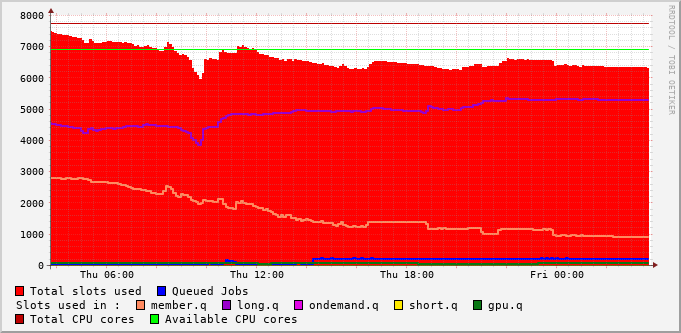 RRDTOOL / TOBI OETIKER
8000
7000
6000
5000
4000
3000
2000
1000
0
Thu 06:00 Thu 12:00 Thu 18:00 Fri 00:00
Total slots used Queued Jobs
Slots used in : member.q long.q ondemand.q short.q gpu.q
Total CPU cores Available CPU cores